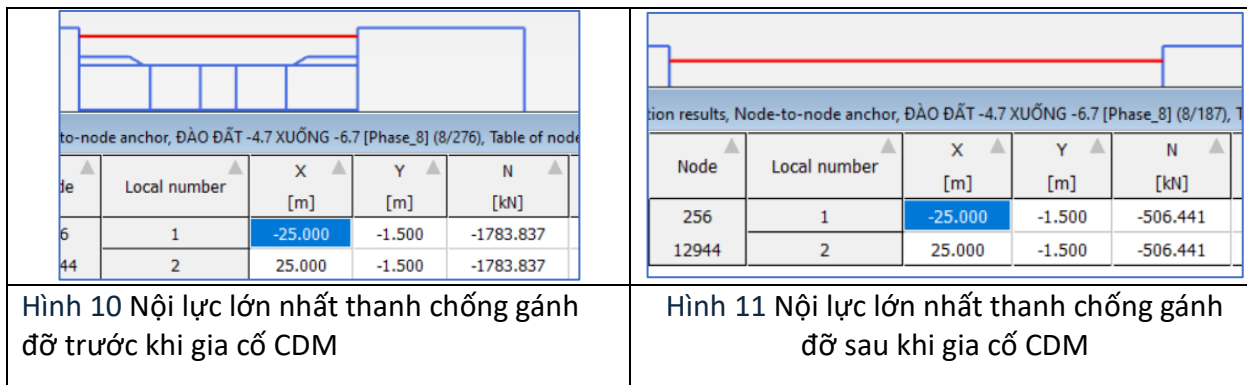 to-node anchor, ĐÀO ĐẤT -4.7 XUỐNG -6.7 [Phase_8] (8/276), Table of node
de Local number X [m] Y [m] N [kN]
6 1 -25.000 -1.500 -1783.837
44 2 25.000 -1.500 -1783.837
Hình 10 Nội lực lớn nhất thanh chống gánh
đỡ trước khi gia cố CDM
tion results, Node-to-node anchor, ĐÀO ĐẤT -4.7 XUỐNG -6.7 [Phase_8] (8/187), T
Node Local number X [m] Y [m] N [kN]
256 1 -25.000 -1.500 -506.441
12944 2 25.000 -1.500 -506.441
Hình 11 Nội lực lớn nhất thanh chống gánh
đỡ sau khi gia cố CDM